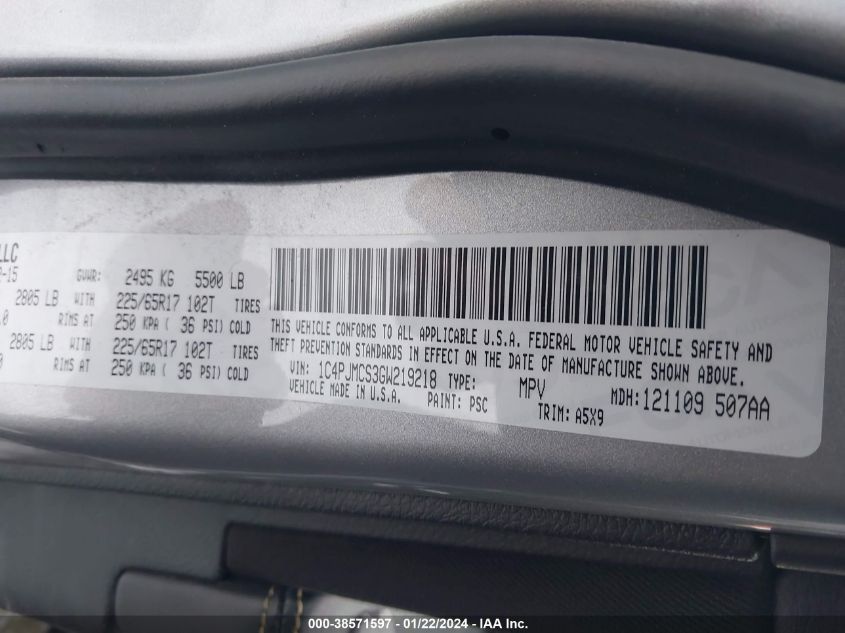 LLC
-15
GVWR: 2495 KG 5500 LB
2805 LB WITH 225/65R17 102T TIRES
.0 RIMS AT 250 KPA ( 36 PSI) COLD
2805 LB WITH 225/65R17 102T TIRES
0 RIMS AT 250 KPA ( 36 PSI) COLD
THIS VEHICLE CONFORMS TO ALL APPLICABLE U.S.A. FEDERAL MOTOR VEHICLE SAFETY AND
THEFT PREVENTION STANDARDS IN EFFECT ON THE DATE OF MANUFACTURE SHOWN ABOVE.
VIN: 1C4PJMCS3GW219218 TYPE: MPV MDH:121109 507AA
VEHICLE MADE IN U.S.A. PAINT: PSC TRIM: A5X9
000-38571597 - 01/22/2024 - IAA Inc.